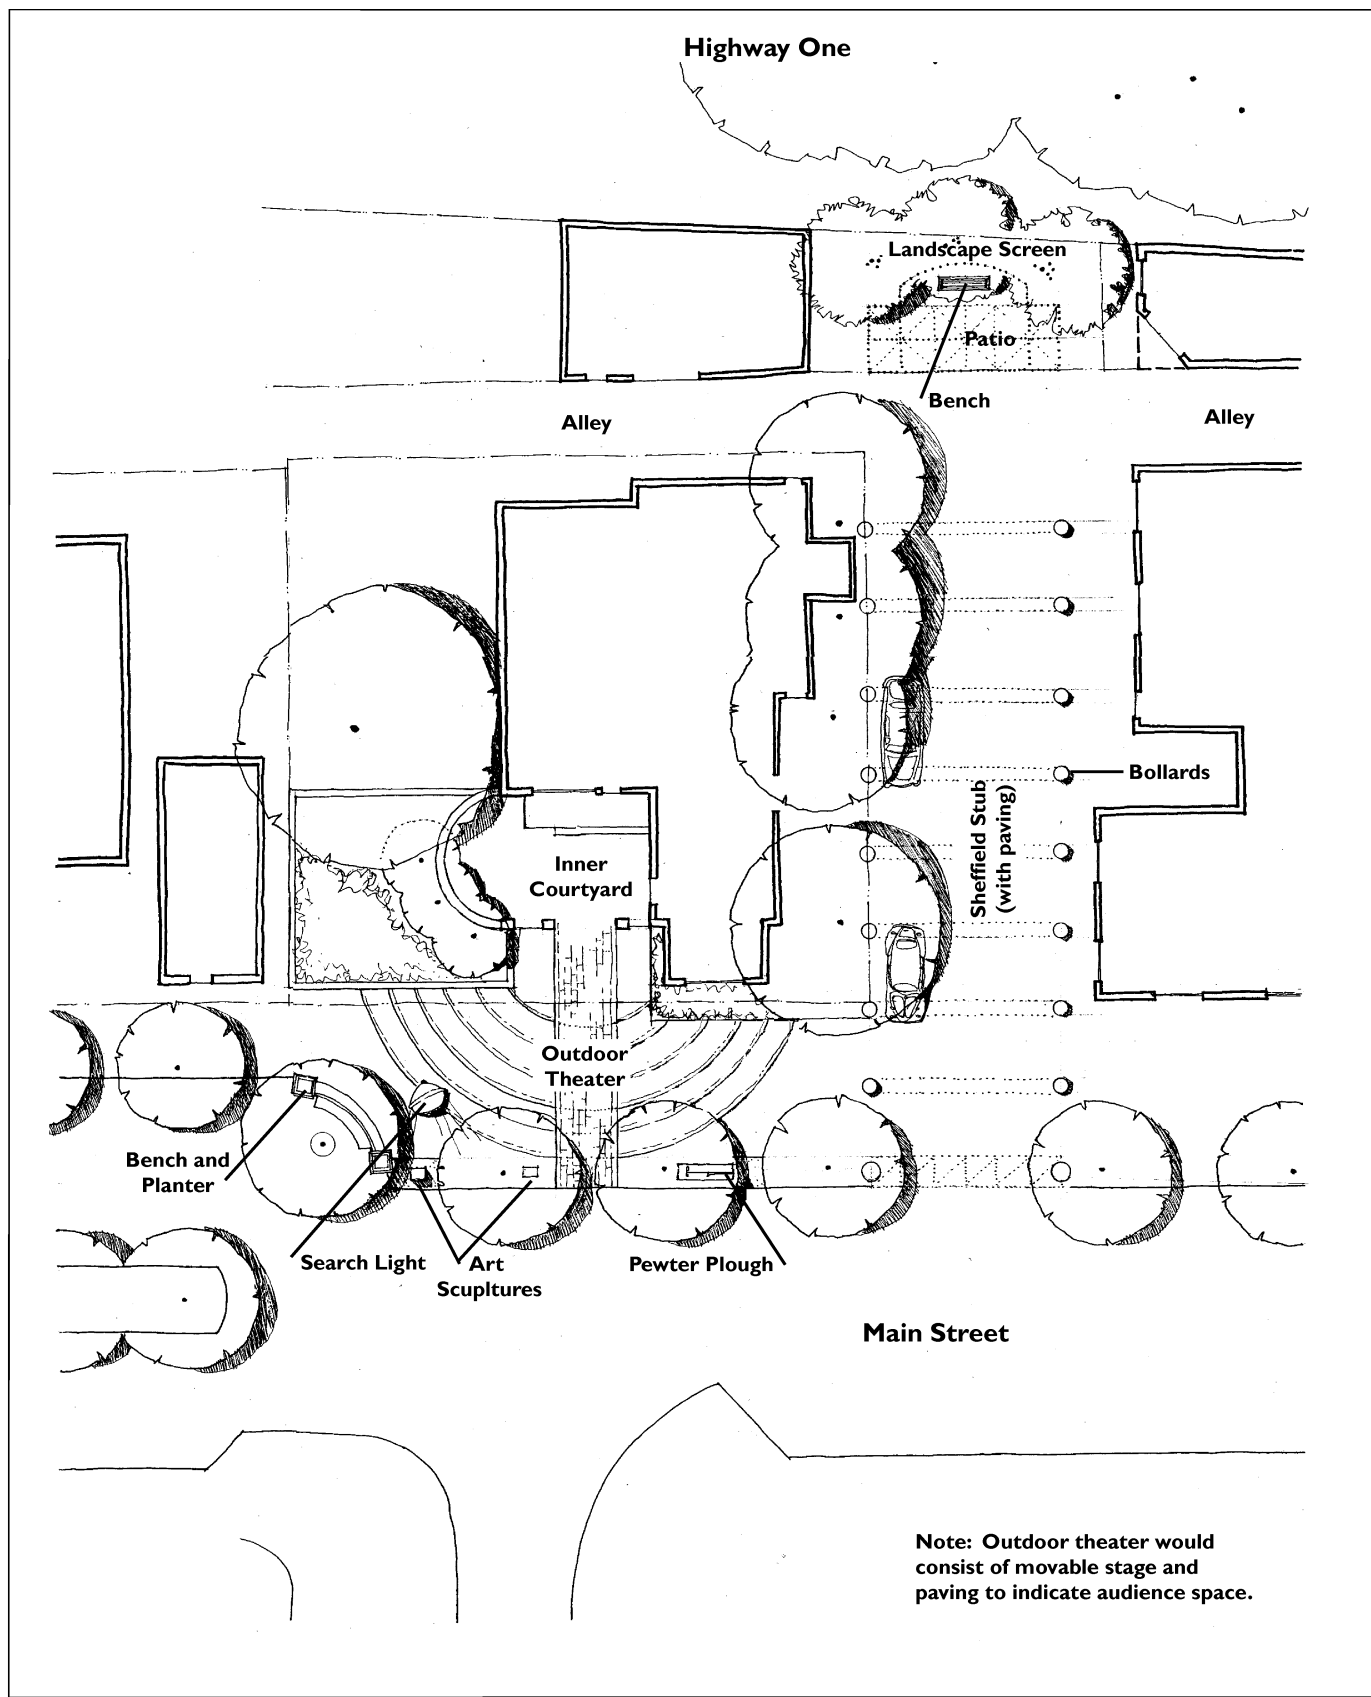 Highway One
Landscape Screen
Patio
Bench
Alley
Alley
Bollards
Sheffield Stub
(with paving)
Inner
Courtyard
Outdoor
Theater
Bench and
Planter
Search Light
Art
Scupltures
Pewter Plough
Main Street
Note: Outdoor theater would
consist of movable stage and
paving to indicate audience space.